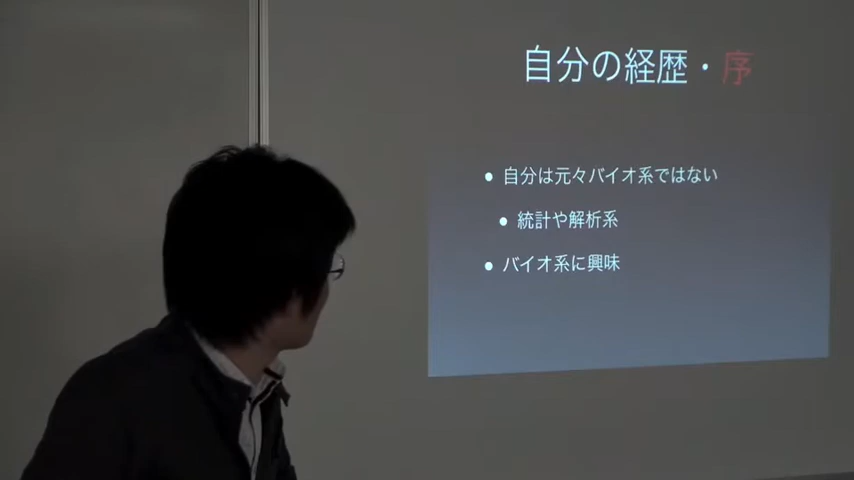 自分の経歴・序
• 自分は元々バイオ系ではない
• 統計や解析系
• バイオ系に興味